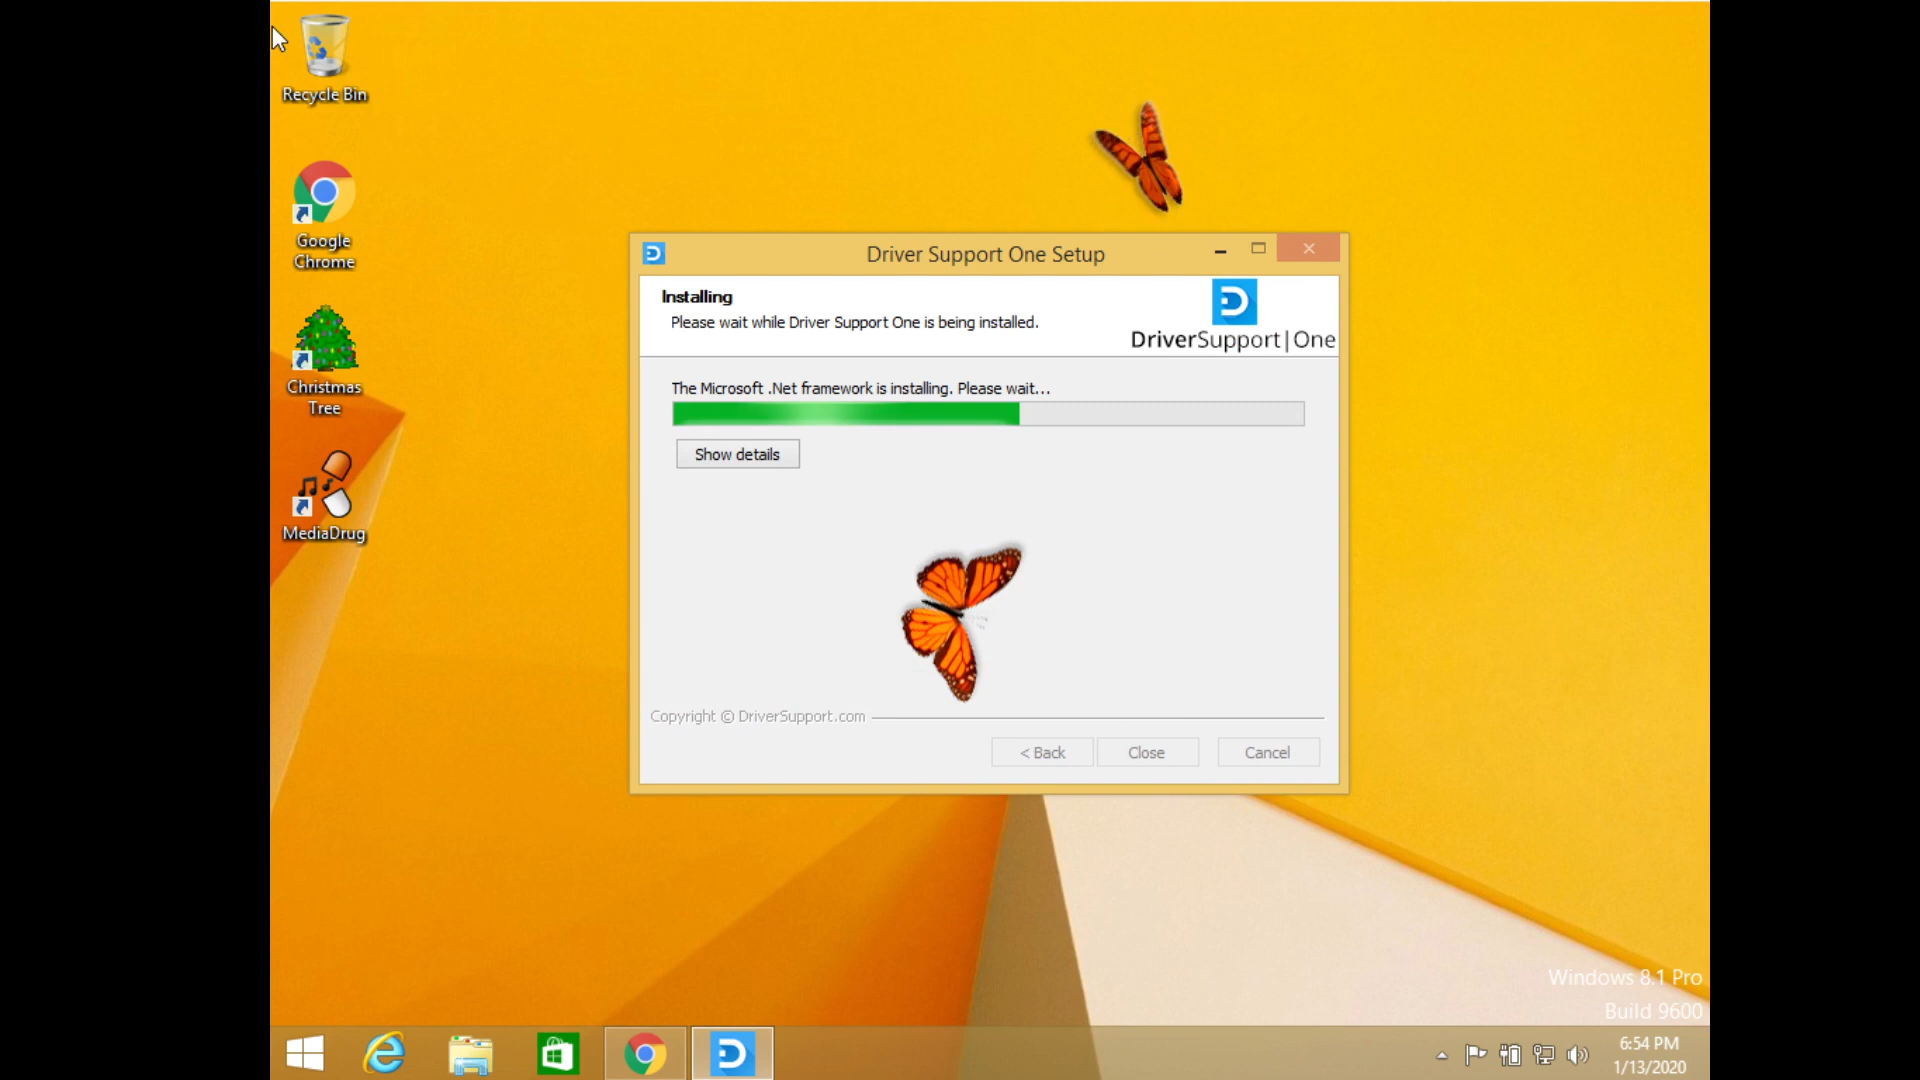 Recycle Bin
Google
Chrome
Christmas
Tree
MediaDrug
Driver Support One Setup
Installing
Please wait while Driver Support One is being installed.
DriverSupport|One
The Microsoft .Net framework is installing. Please wait...
Show details
Copyright © DriverSupport.com
< Back
Close
Cancel
Windows 8.1 Pro
Build 9600
6:54 PM
1/13/2020